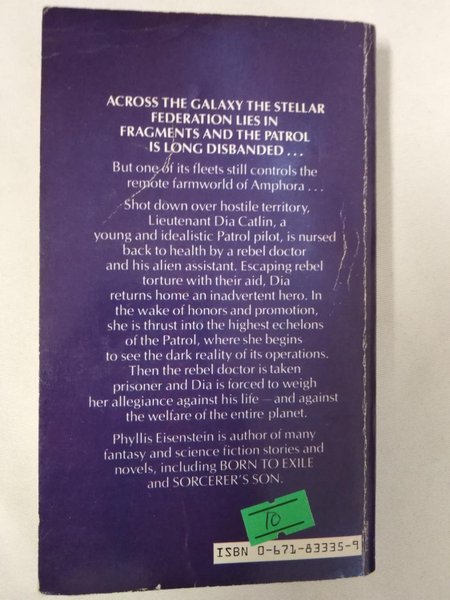 ACROSS THE GALAXY THE STELLAR
FEDERATION LIES IN
FRAGMENTS AND THE PATROL
IS LONG DISBANDED . . .
But one of its fleets still controls the
remote farmworld of Amphora . . .
Shot down over hostile territory,
Lieutenant Dia Catlin, a
young and idealistic Patrol pilot, is nursed
back to health by a rebel doctor
and his alien assistant. Escaping rebel
torture with their aid, Dia
returns home an inadvertent hero. In
the wake of honors and promotion,
she is thrust into the highest echelons
of the Patrol, where she begins
to see the dark reality of its operations.
Then the rebel doctor is taken
prisoner and Dia is forced to weigh
her allegiance against his life — and against
the welfare of the entire planet.
Phyllis Eisenstein is author of many
fantasy and science fiction stories and
novels, including BORN TO EXILE
and SORCERER'S SON.
10
ISBN 0-671-83335-9